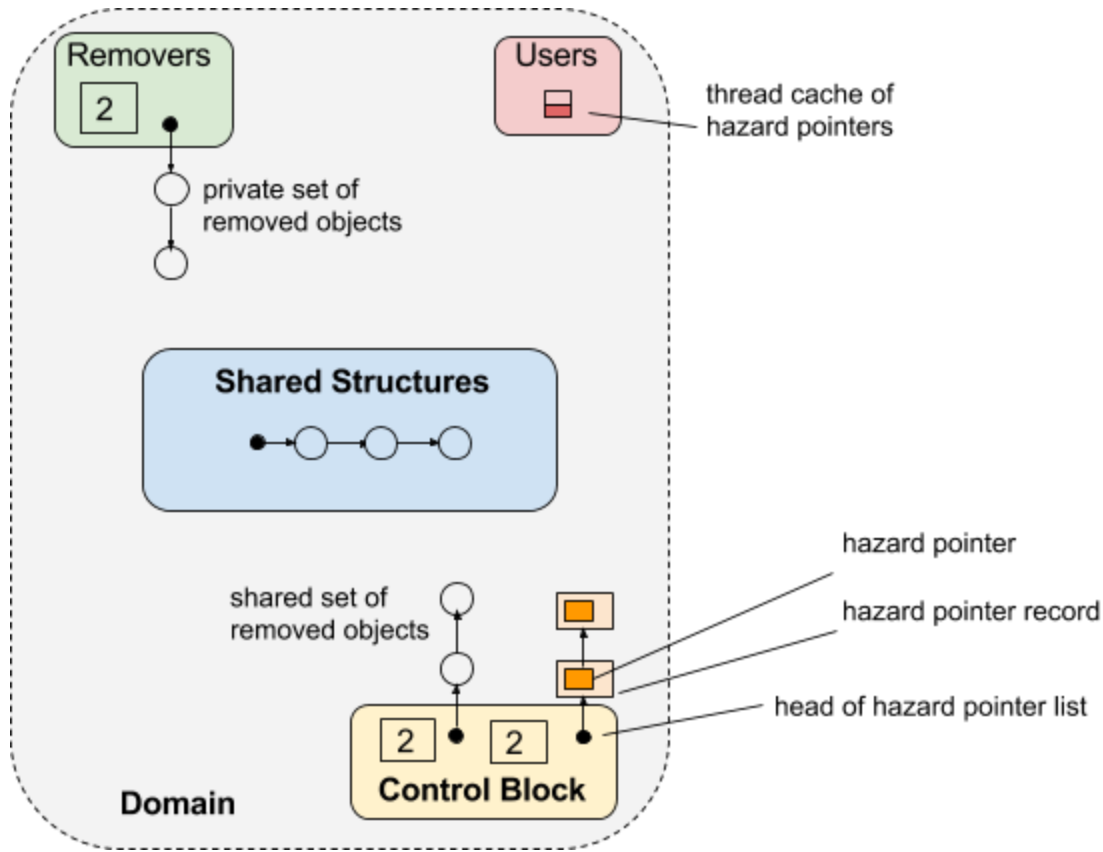 Removers
2
Users
thread cache of
hazard pointers
private set of
removed objects
Shared Structures
hazard pointer
shared set of
removed objects
hazard pointer record
head of hazard pointer list
2 2
Control Block
Domain